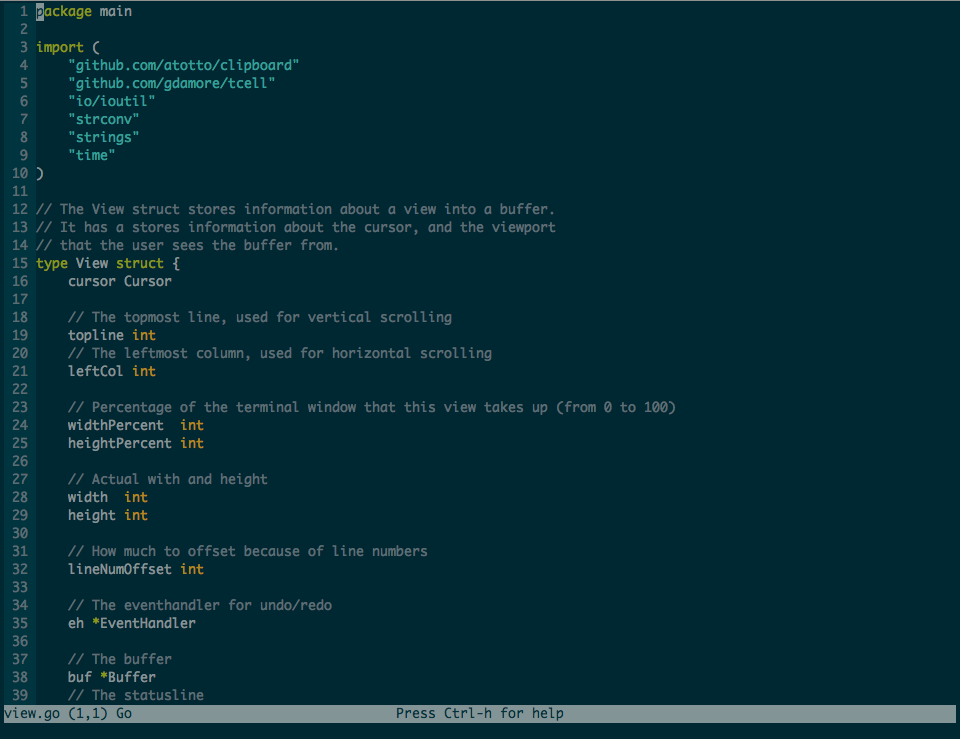 1 package main
2
3 import (
4     "github.com/atotto/clipboard"
5     "github.com/gdamore/tcell"
6     "io/ioutil"
7     "strconv"
8     "strings"
9     "time"
10 )
11
12 // The View struct stores information about a view into a buffer.
13 // It has a stores information about the cursor, and the viewport
14 // that the user sees the buffer from.
15 type View struct {
16     cursor Cursor
17
18     // The topmost line, used for vertical scrolling
19     topline int
20     // The leftmost column, used for horizontal scrolling
21     leftCol int
22
23     // Percentage of the terminal window that this view takes up (from 0 to 100)
24     widthPercent  int
25     heightPercent int
26
27     // Actual with and height
28     width  int
29     height int
30
31     // How much to offset because of line numbers
32     lineNumOffset int
33
34     // The eventhandler for undo/redo
35     eh *EventHandler
36
37     // The buffer
38     buf *Buffer
39     // The statusline
view.go (1,1) Go                                 Press Ctrl-h for help